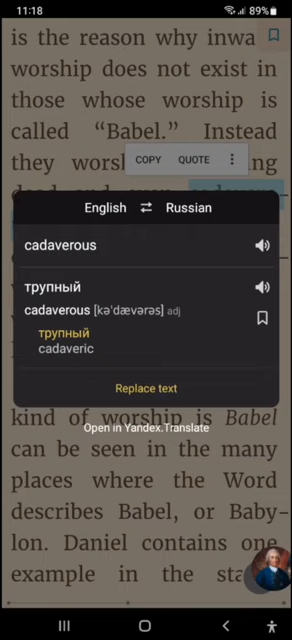 11:18
89%
is the reason why inwa
worship does not exist in
those whose worship is
called “Babel.” Instead
they worsh
COPY QUOTE
ng
English Russian
cadaverous
трупный
cadaverous [kə'dævərəs] adj
трупный
cadaveric
Replace text
Open in Yandex.Translate
kind of worship is Babel
can be seen in the many
places where the Word
describes Babel, or Baby-
lon. Daniel contains one
example in the sta